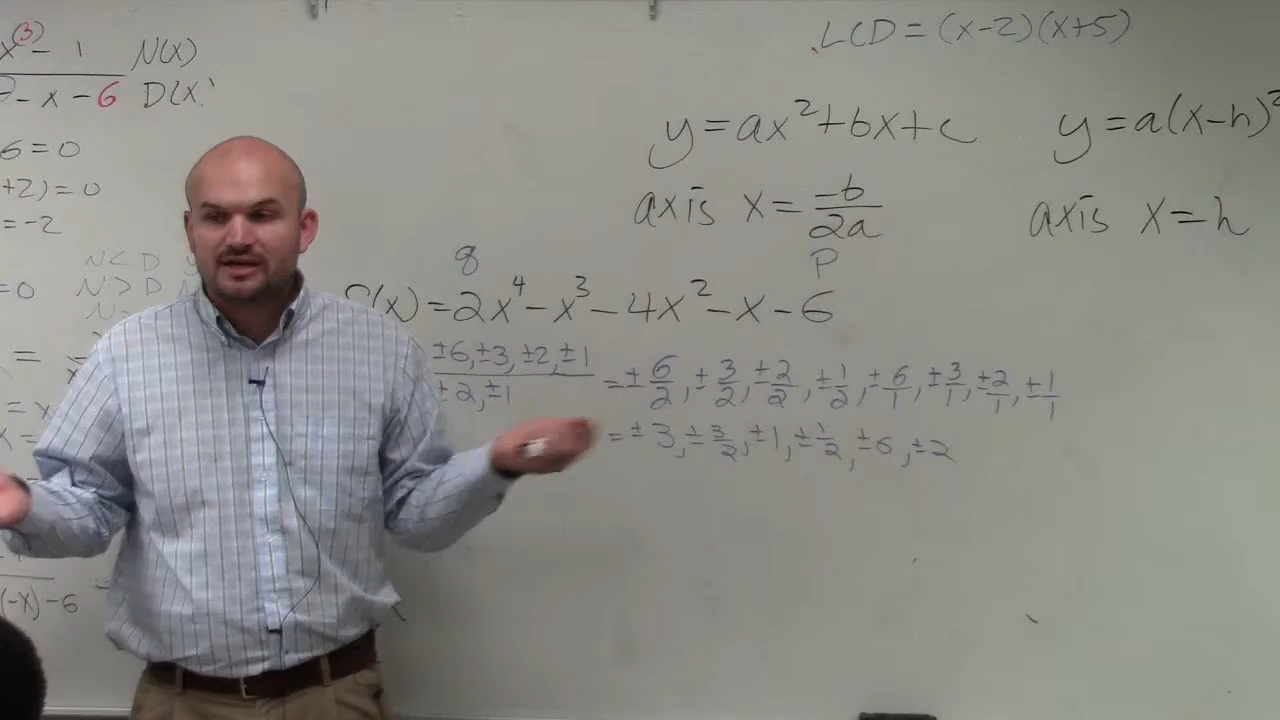 x^(3) - 1 N(x)
- x - 6 D(x)
6 = 0
+2) = 0
= -2
N < D
N > D
= 0
=
(-x) - 6
LCD = (x-2)(x+5)
y = ax² + bx + c
y = a(x-h)²
axis x = -b/2a
axis x = h
8
P
(x) = 2x⁴ - x³ - 4x² - x - 6
±6, ±3, ±2, ±1 / ±2, ±1 = ± 6/2, ± 3/2, ± 2/2, ± 1/2, ± 6/1, ± 3/1, ± 2/1, ± 1/1
= ± 3, ± 3/2, ± 1, ± 1/2, ± 6, ± 2